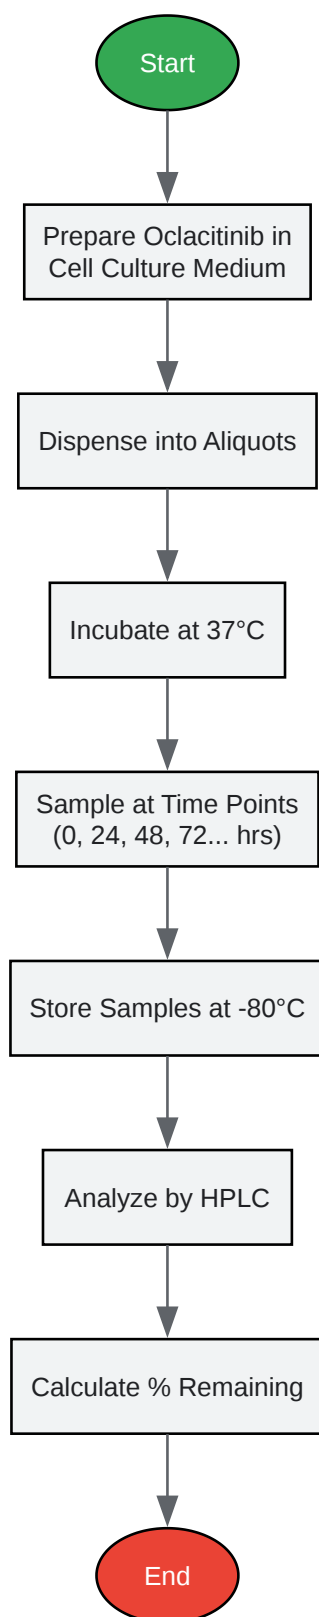 Start
Prepare Oclacitinib in
Cell Culture Medium
Dispense into Aliquots
Incubate at 37°C
Sample at Time Points
(0, 24, 48, 72... hrs)
Store Samples at -80°C
Analyze by HPLC
Calculate % Remaining
End